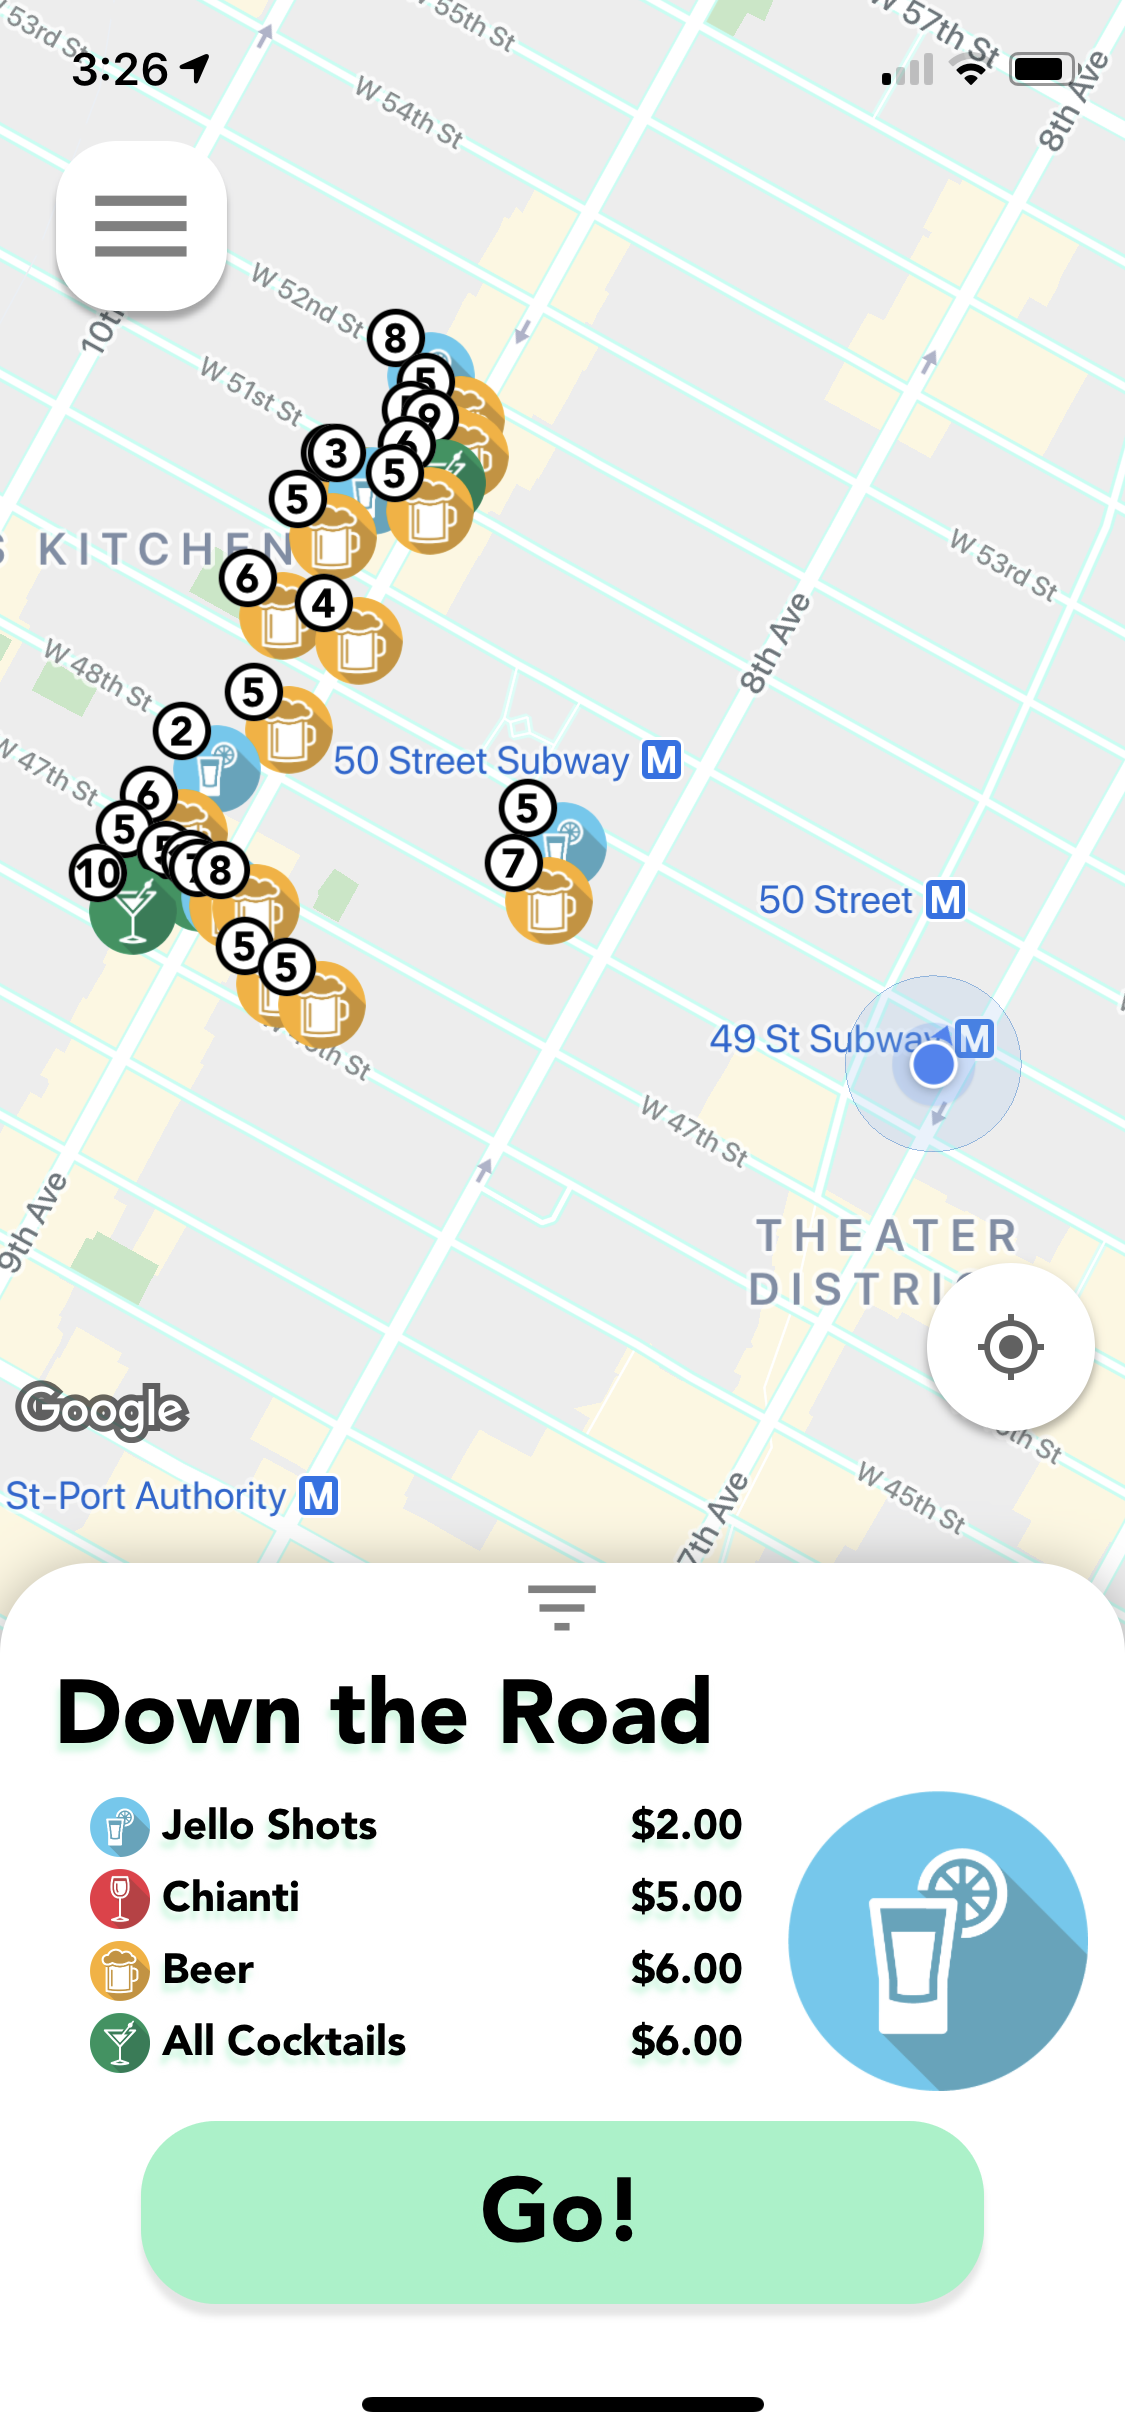 W 53rd St
W 55th St
W 57th St
3:26
8th Ave
W 54th St
W 52nd St
10th
W 51st St
8
5
9
6
3
5
5
S KITCHEN
W 53rd St
6
4
8th Ave
W 48th St
5
2
50 Street Subway M
W 47th St
6
5
5
5
7
8
10
7
50 Street M
5
5
49 St Subway M
W 47th St
9th Ave
THEATER
DISTRIC
Google
St-Port Authority M
W 45th St
7th Ave
Down the Road
Jello Shots $2.00
Chianti $5.00
Beer $6.00
All Cocktails $6.00
Go!